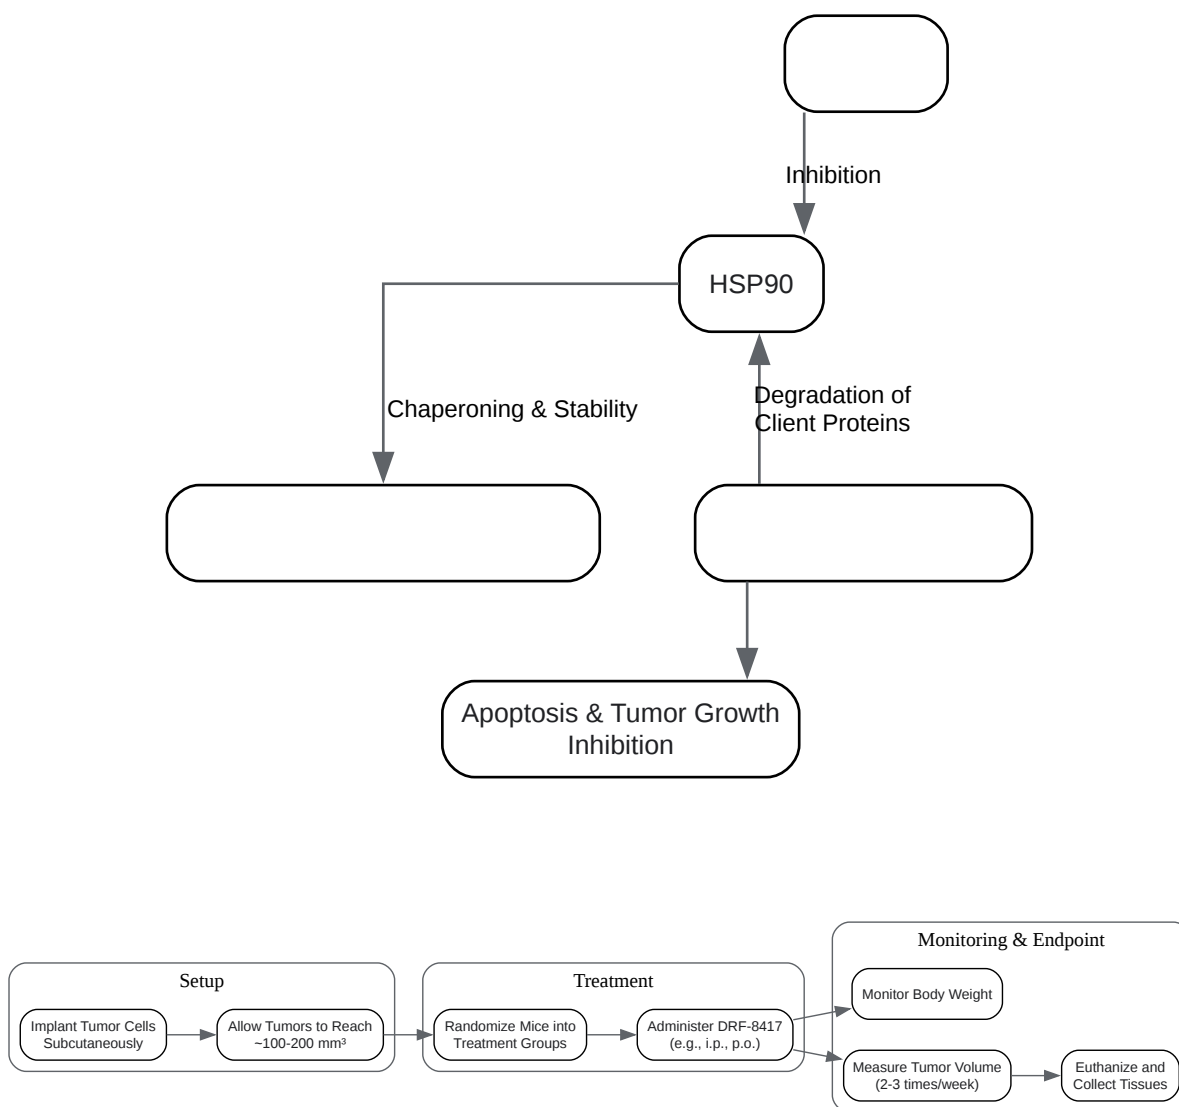 Inhibition
HSP90
Chaperoning & Stability
Degradation of
Client Proteins
Apoptosis & Tumor Growth
Inhibition
Setup
Implant Tumor Cells
Subcutaneously
Allow Tumors to Reach
~100-200 mm³
Treatment
Randomize Mice into
Treatment Groups
Administer DRF-8417
(e.g., i.p., p.o.)
Monitoring & Endpoint
Monitor Body Weight
Measure Tumor Volume
(2-3 times/week)
Euthanize and
Collect Tissues